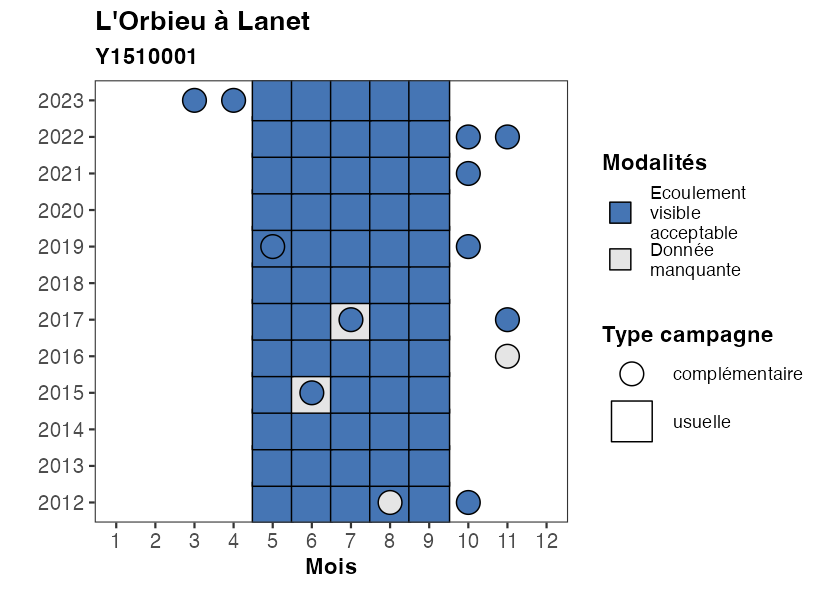 L'Orbieu à Lanet
Y1510001
2023
2022
2021
2020
2019
2018
2017
2016
2015
2014
2013
2012
1 2 3 4 5 6 7 8 9 10 11 12
Mois
Modalités
Ecoulement
visible
acceptable
Donnée
manquante
Type campagne
complémentaire
usuelle